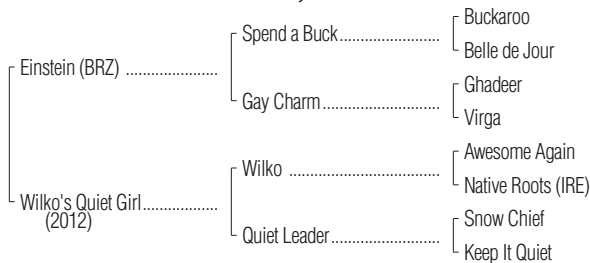 Buckaroo
Spend a Buck
Belle de Jour
Einstein (BRZ)
Ghadeer
Gay Charm
Virga
Awesome Again
Wilko
Native Roots (IRE)
Wilko's Quiet Girl
(2012)
Snow Chief
Quiet Leader
Keep It Quiet